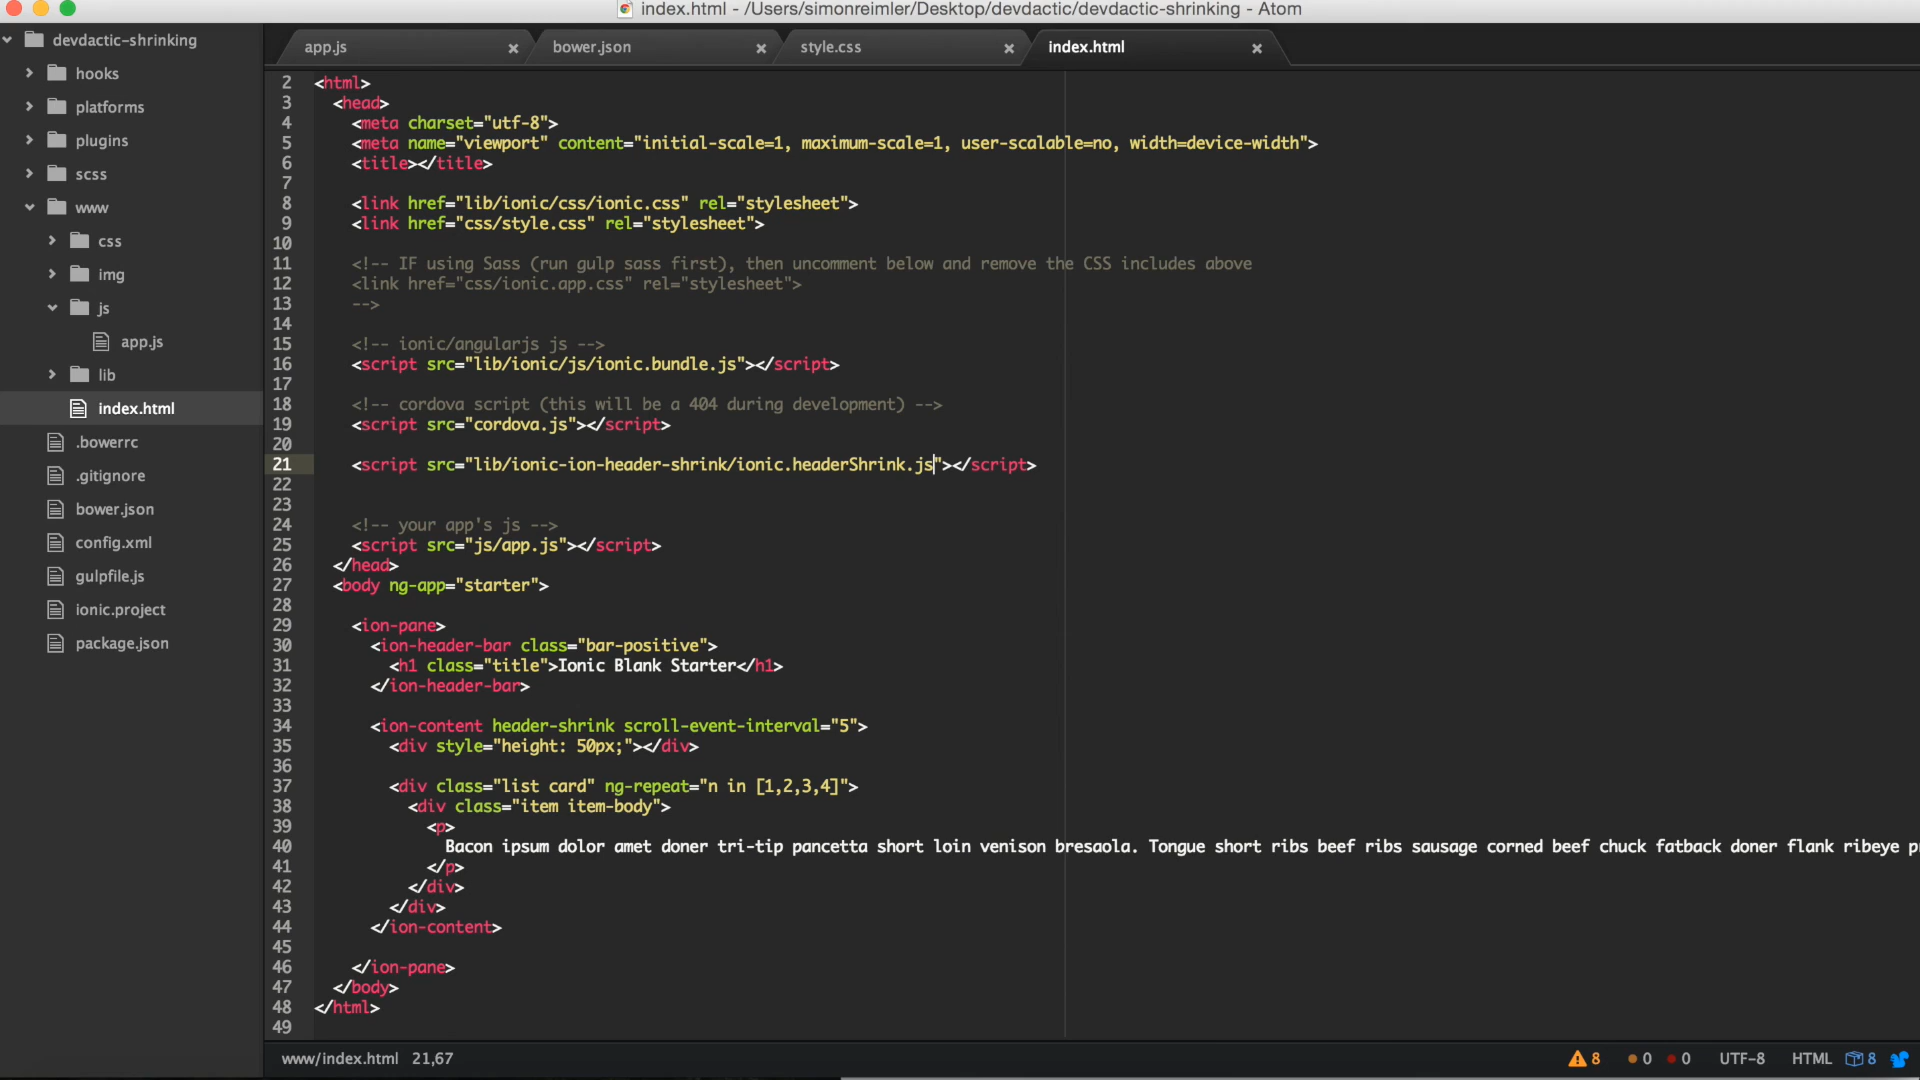 index.html - /Users/simonreimler/Desktop/devdactic/devdactic-shrinking - Atom
devdactic-shrinking
hooks
platforms
plugins
scss
www
css
img
js
app.js
lib
index.html
.bowerrc
.gitignore
bower.json
config.xml
gulpfile.js
ionic.project
package.json
app.js
bower.json
style.css
index.html
2 <html>
3 <head>
4 <meta charset="utf-8">
5 <meta name="viewport" content="initial-scale=1, maximum-scale=1, user-scalable=no, width=device-width">
6 <title></title>
7
8 <link href="lib/ionic/css/ionic.css" rel="stylesheet">
9 <link href="css/style.css" rel="stylesheet">
10
11 <!-- IF using Sass (run gulp sass first), then uncomment below and remove the CSS includes above
12 <link href="css/ionic.app.css" rel="stylesheet">
13 -->
14
15 <!-- ionic/angularjs js -->
16 <script src="lib/ionic/js/ionic.bundle.js"></script>
17
18 <!-- cordova script (this will be a 404 during development) -->
19 <script src="cordova.js"></script>
20
21 <script src="lib/ionic-ion-header-shrink/ionic.headerShrink.js"></script>
22
23
24 <!-- your app's js -->
25 <script src="js/app.js"></script>
26 </head>
27 <body ng-app="starter">
28
29 <ion-pane>
30 <ion-header-bar class="bar-positive">
31 <h1 class="title">Ionic Blank Starter</h1>
32 </ion-header-bar>
33
34 <ion-content header-shrink scroll-event-interval="5">
35 <div style="height: 50px;"></div>
36
37 <div class="list card" ng-repeat="n in [1,2,3,4]">
38 <div class="item item-body">
39 <p>
40 Bacon ipsum dolor amet doner tri-tip pancetta short loin venison bresaola. Tongue short ribs beef ribs sausage corned beef chuck fatback doner flank ribeye p
41 </p>
42 </div>
43 </div>
44 </ion-content>
45
46 </ion-pane>
47 </body>
48 </html>
49
www/index.html 21,67
8 0 0 UTF-8 HTML 8